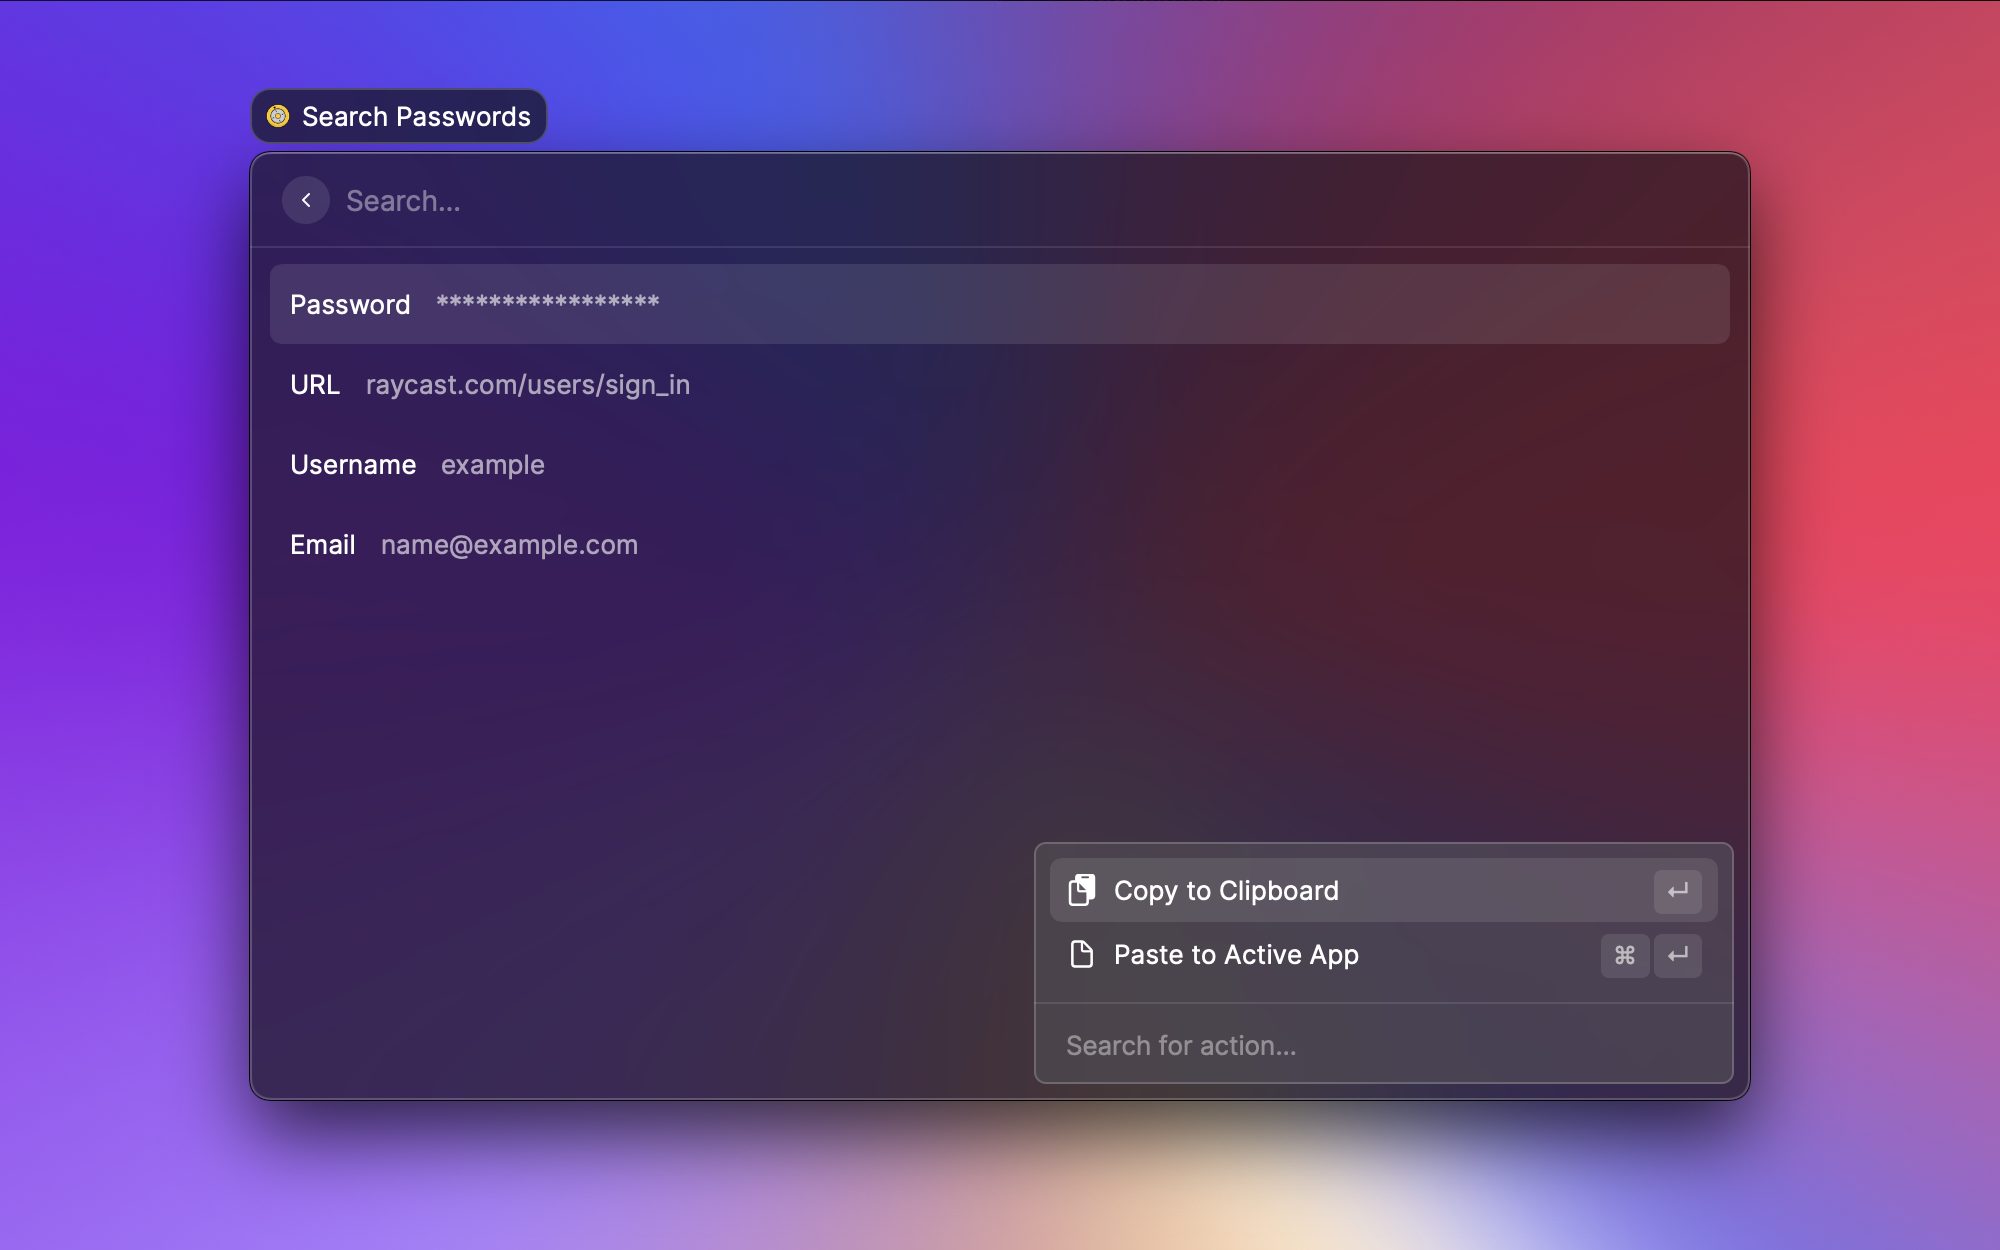 Search Passwords
Search...
Password *****************
URL raycast.com/users/sign_in
Username example
Email name@example.com
Copy to Clipboard ↵
Paste to Active App ⌘ ↵
Search for action...